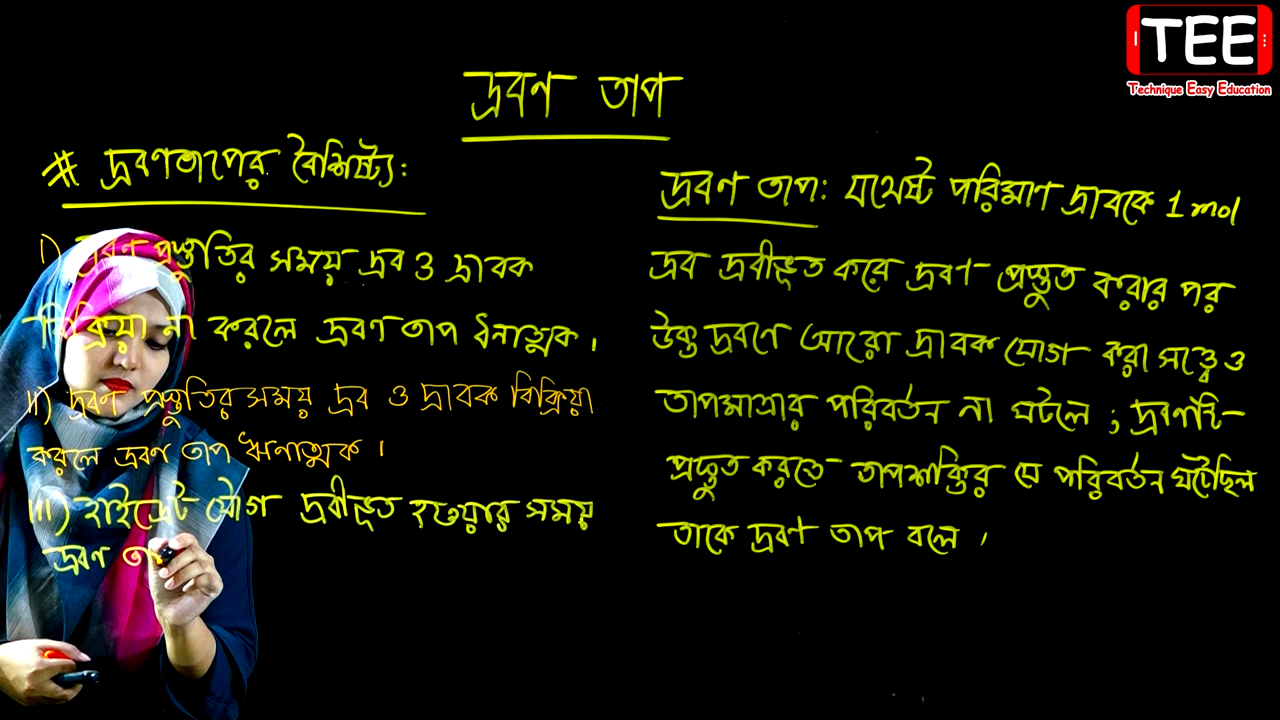 TEE
Technique Easy Education
দ্রবণ তাপ
# দ্রবণতাপের বৈশিষ্ট্য:
i) দ্রবণ প্রস্তুতির সময় দ্রব ও দ্রাবক
বিক্রিয়া না করলে দ্রবণ তাপ ধনাত্মক।
ii) দ্রবণ প্রস্তুতির সময় দ্রব ও দ্রাবক বিক্রিয়া
করলে দ্রবণ তাপ ঋনাত্মক।
iii) হাইড্রেট যৌগ দ্রবীভূত হওয়ার সময়
দ্রবণ তা
দ্রবণ তাপ: যথেষ্ট পরিমাণ দ্রাবকে 1 mol
দ্রব দ্রবীভূত করে দ্রবণ প্রস্তুত করার পর
উক্ত দ্রবণে আরো দ্রাবক যোগ করা সত্ত্বেও
তাপমাত্রার পরিবর্তন না ঘটলে ; দ্রবণটি
প্রস্তুত করতে তাপশক্তির যে পরিবর্তন ঘটেছিল
তাকে দ্রবণ তাপ বলে ।